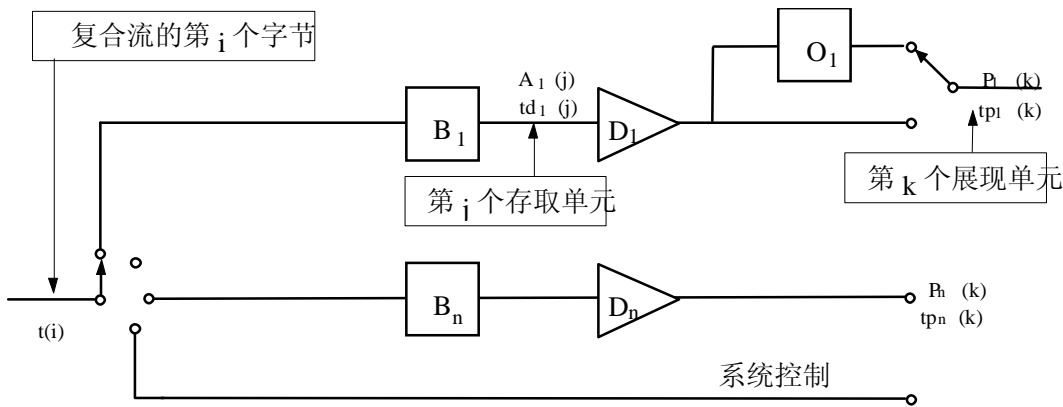 复合流的第 i 个字节
O1
A1 (j)
td1 (j)
P1 (k)
tp1 (k)
B1
D1
第 j 个存取单元
第 k 个展现单元
Bn
Dn
Pn (k)
tpn (k)
t(i)
系统控制